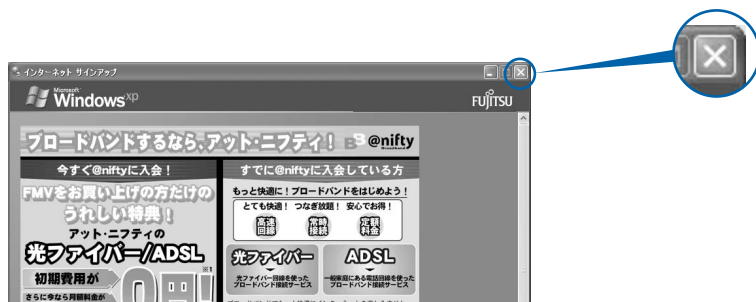 インターネット サインアップ
Microsoft
Windows xp
FUJITSU
ブロードバンドするなら、アット・ニフティ! BB @nifty
Broadband
今すぐ@niftyに入会!
FMVをお買い上げの方だけの
うれしい特典!
アット・ニフティの
光ファイバー/ADSL
初期費用が
0円!
※1
さらに今なら月額料金が
すでに@niftyに入会している方
もっと快適に!ブロードバンドをはじめよう!
とても快適! つなぎ放題! 安心でお得!
高速回線 常時接続 定額料金
光ファイバー
光ファイバー回線を使った
ブロードバンド接続サービス
ADSL
一般家庭にある電話回線を使った
ブロードバンド接続サービス